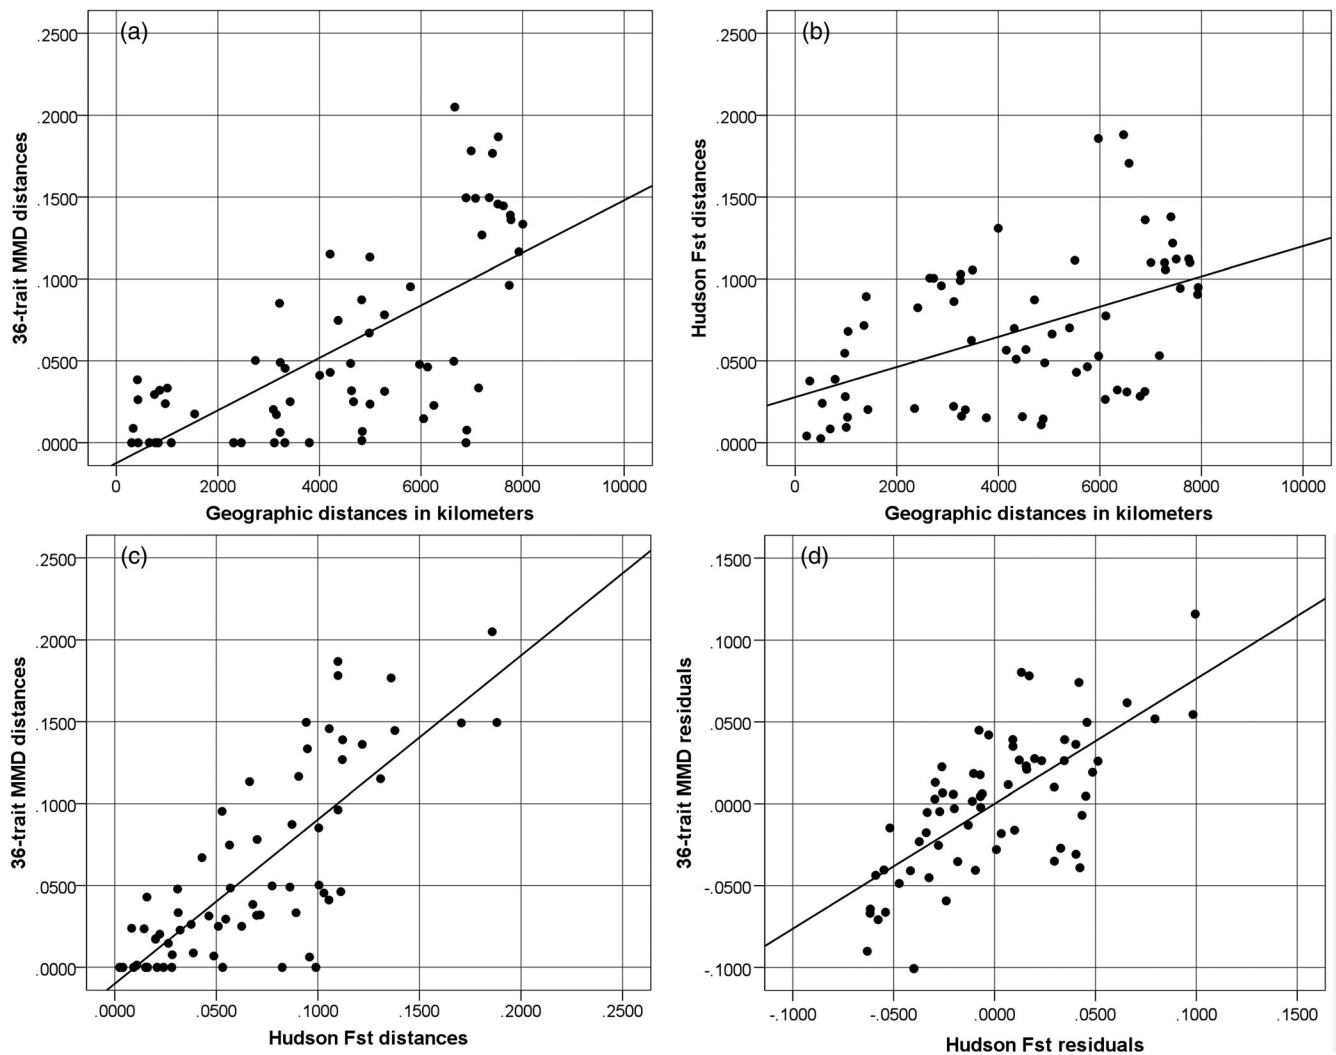 (a)
.2500
.2000
.1500
.1000
.0500
.0000
36-trait MMD distances
0 2000 4000 6000 8000 10000
Geographic distances in kilometers
(b)
.2500
.2000
.1500
.1000
.0500
.0000
Hudson Fst distances
0 2000 4000 6000 8000 10000
Geographic distances in kilometers
(c)
.2500
.2000
.1500
.1000
.0500
.0000
36-trait MMD distances
.0000 .0500 .1000 .1500 .2000 .2500
Hudson Fst distances
(d)
.1500
.1000
.0500
.0000
-.0500
-.1000
36-trait MMD residuals
-.1000 -.0500 .0000 .0500 .1000 .1500
Hudson Fst residuals